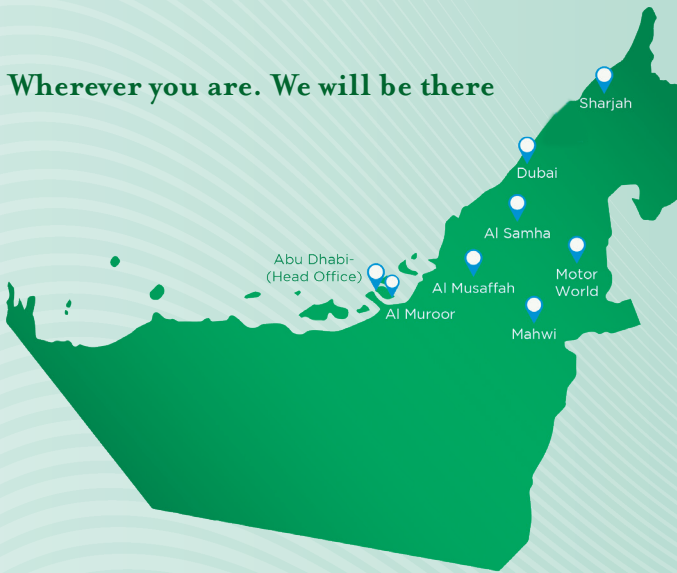 Wherever you are. We will be there
Sharjah
Dubai
Al Samha
Abu Dhabi-
(Head Office)
Al Musaffah
Motor
World
Al Muroor
Mahwi